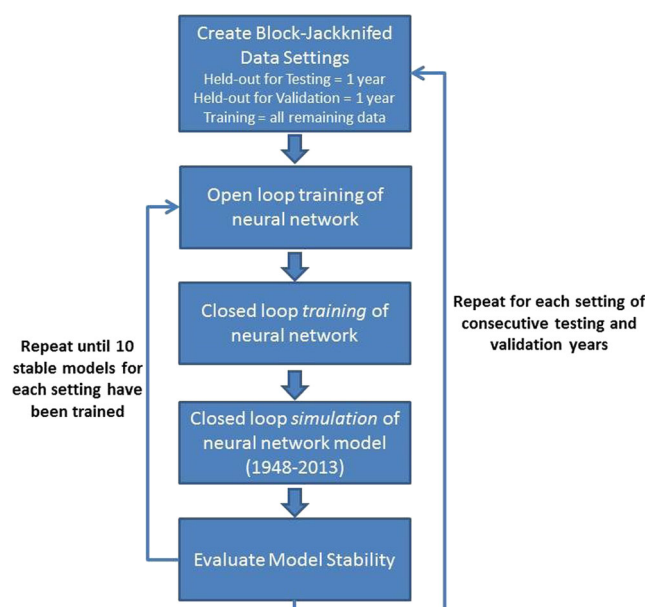 Create Block-Jackknifed
Data Settings
Held-out for Testing = 1 year
Held-out for Validation = 1 year
Training = all remaining data
Open loop training of
neural network
Closed loop training of
neural network
Repeat until 10
stable models for
each setting have
been trained
Repeat for each setting of
consecutive testing and
validation years
Closed loop simulation of
neural network model
(1948-2013)
Evaluate Model Stability